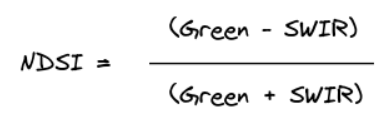 (Green - SWIR)
NDSI =
(Green + SWIR)